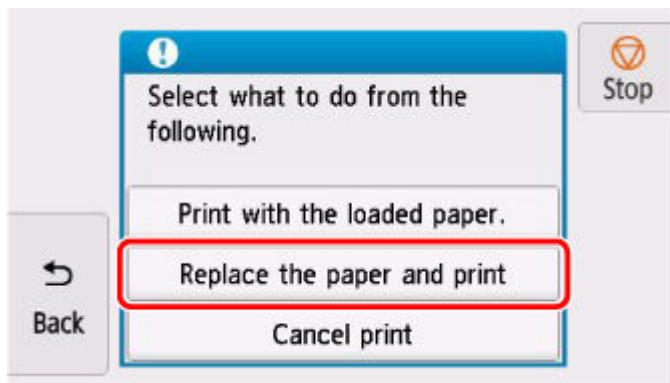 Select what to do from the
following.
Stop
Print with the loaded paper.
Replace the paper and print
Back
Cancel print